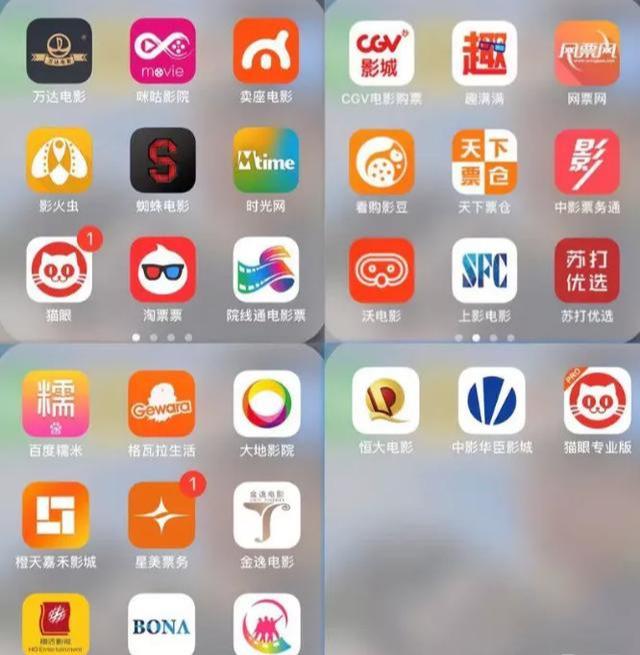 万达电影
movie
咪咕影院
卖座电影
影火虫
S
蜘蛛电影
Mtime
时光网
1
猫眼
淘票票
院线通电影票
CGV
影城
CGV电影购票
趣
趣满满
风票网
网票网
看购影豆
天下
票仓
天下票仓
影
中影票务通
沃电影
SFC
上影电影
苏打
优选
苏打优选
糯
百度糯米
Gewara
格瓦拉生活
大地影院
橙天嘉禾影城
1
星美票务
金逸电影
金逸电影
BONA
恒大电影
中影华臣影城
PRO
猫眼专业版